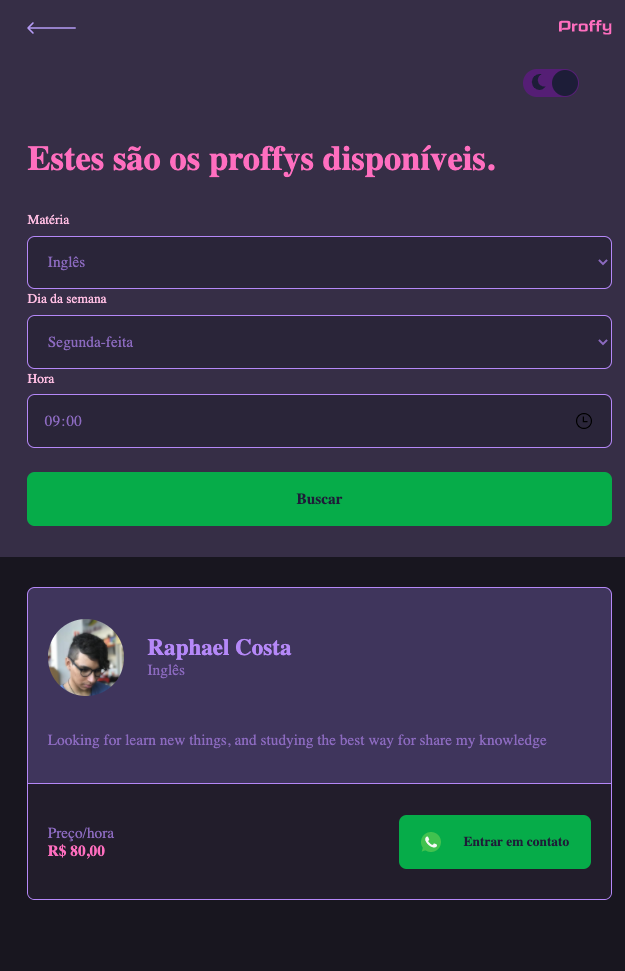 Proffy
Estes são os proffys disponíveis.
Matéria
Inglês
Dia da semana
Segunda-feita
Hora
09:00
Buscar
Raphael Costa
Inglês
Looking for learn new things, and studying the best way for share my knowledge
Preço/hora
R$ 80,00
Entrar em contato